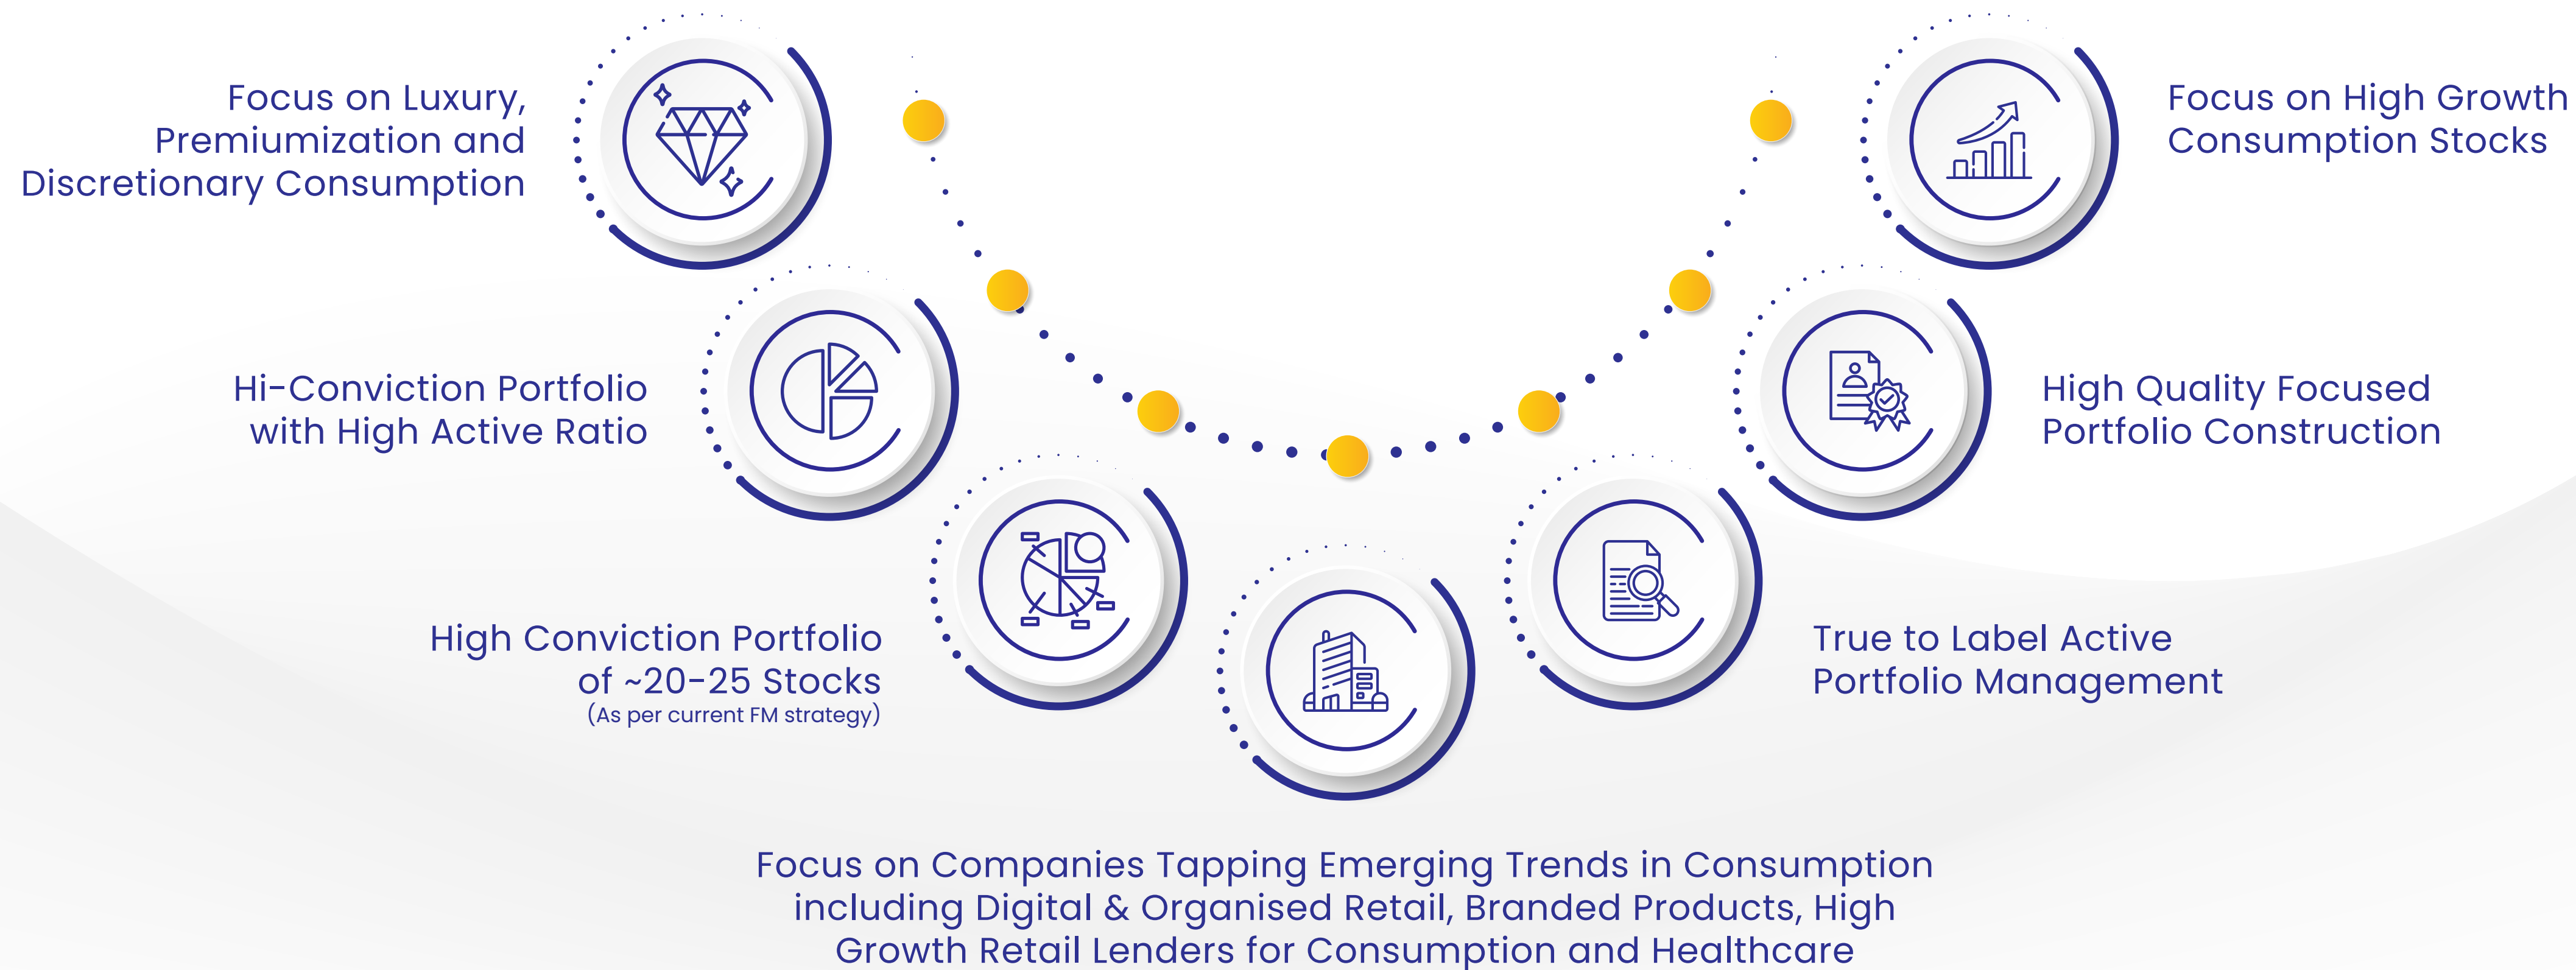 Focus on Luxury,
Premiumization and
Discretionary Consumption
Hi-Conviction Portfolio
with High Active Ratio
High Conviction Portfolio
of ~20-25 Stocks
(As per current FM strategy)
Focus on Companies Tapping Emerging Trends in Consumption
including Digital & Organised Retail, Branded Products, High
Growth Retail Lenders for Consumption and Healthcare
True to Label Active
Portfolio Management
High Quality Focused
Portfolio Construction
Focus on High Growth
Consumption Stocks